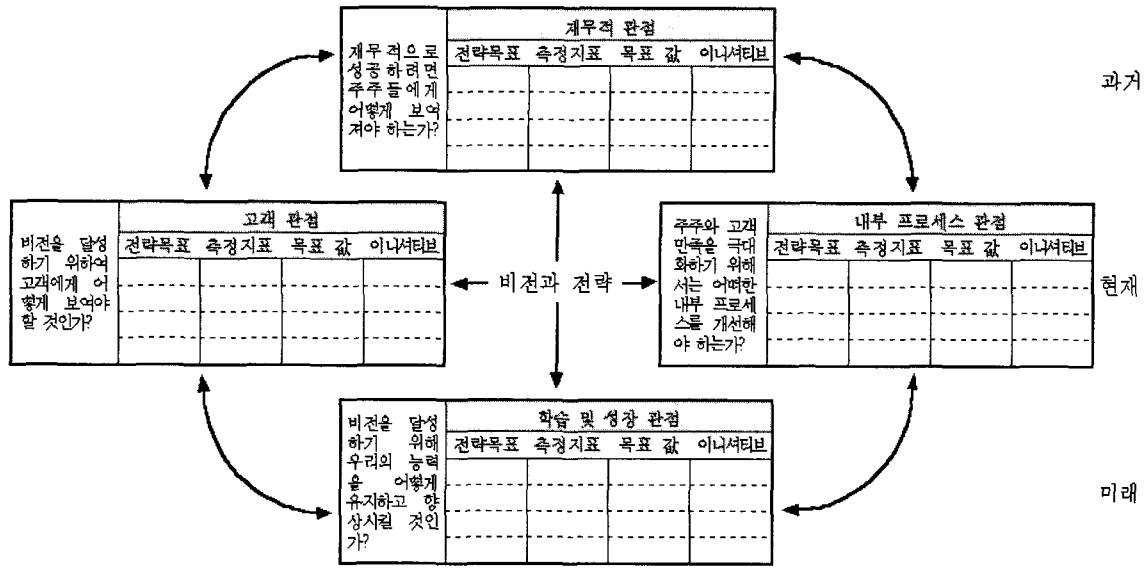 재무적 관점
재무적으로
성공하려면
주주들에게
어떻게 보여
져야 하는가?
전략목표 측정지표 목표 값 이니셔티브
과거
고객 관점
비전을 달성
하기 위하여
고객에게 어
떻게 보여야
할 것인가?
전략목표 측정지표 목표 값 이니셔티브
비전과 전략
내부 프로세스 관점
주주와 고객
만족을 극대
화하기 위해
서는 어떠한
내부 프로세
스를 개선해
야 하는가?
전략목표 측정지표 목표 값 이니셔티브
현재
학습 및 성장 관점
비전을 달성
하기 위해
우리의 능력
을 어떻게
유지하고 향
상시킬 것인
가?
전략목표 측정지표 목표 값 이니셔티브
미래